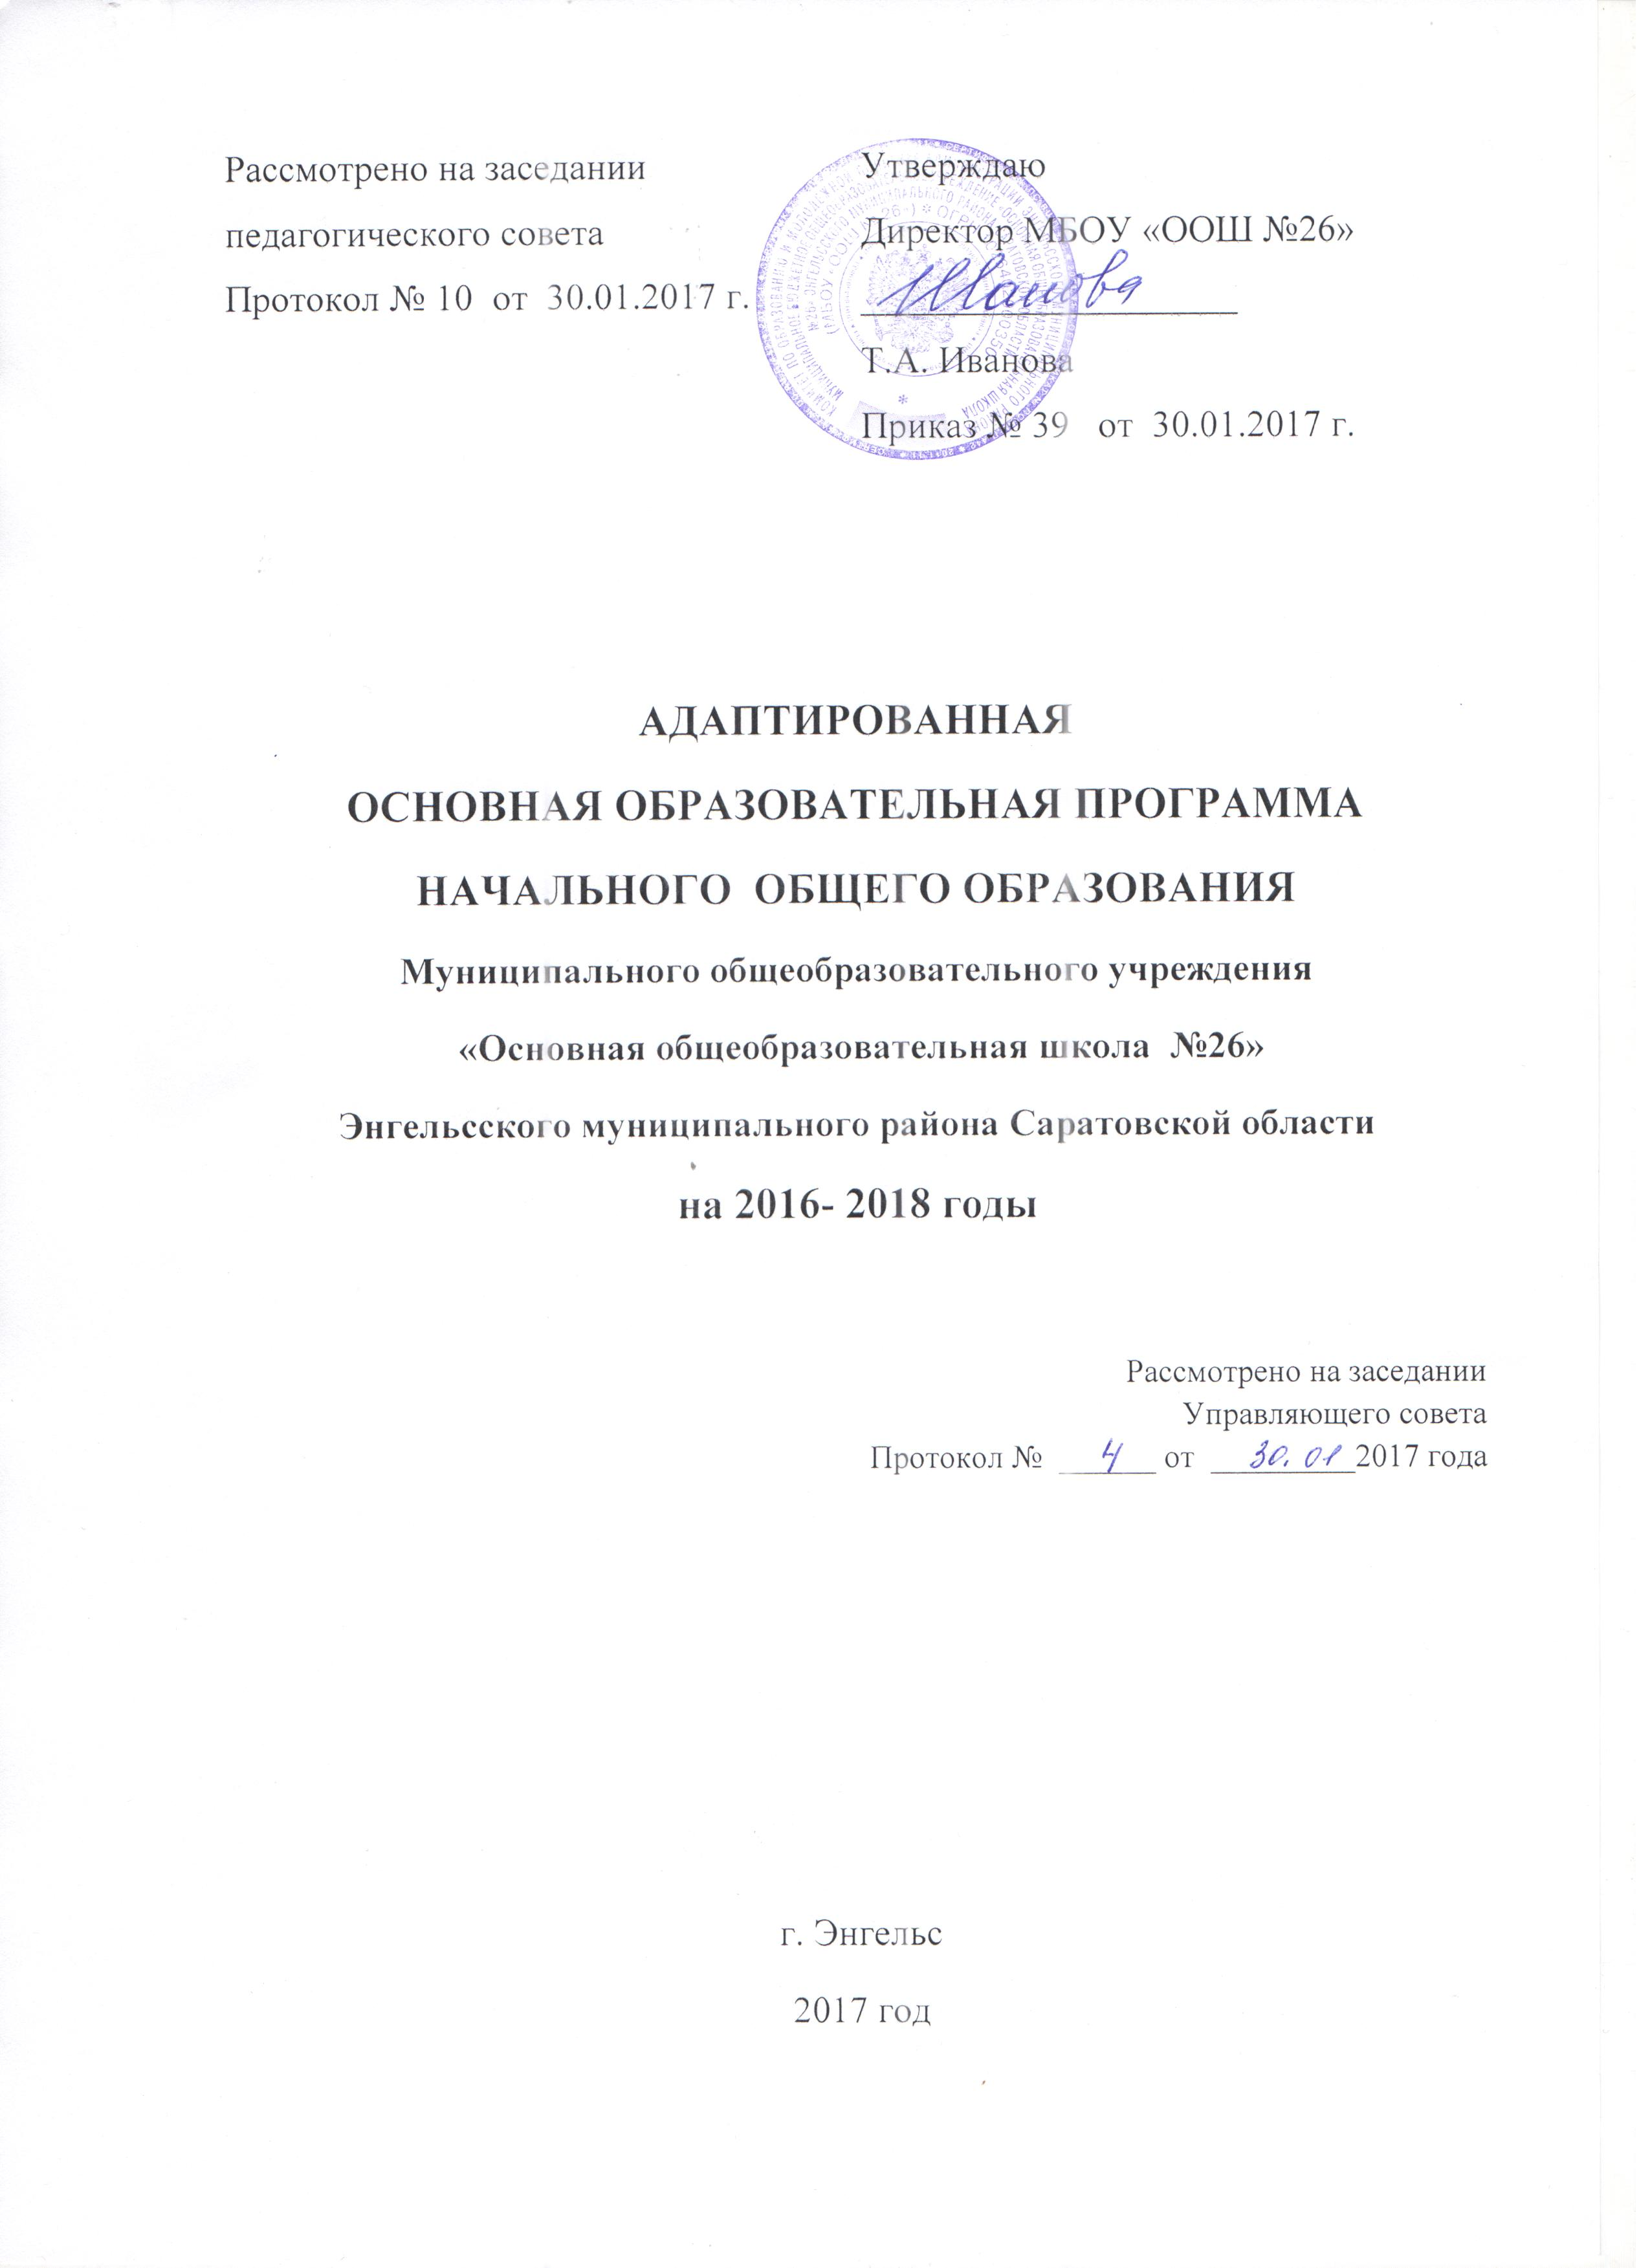 Рассмотрено на заседании
педагогического совета
Протокол № 10 от 30.01.2017 г.
Утверждаю
Директор МБОУ «ООШ №26»
Иванова
Т.А. Иванова
Приказ № 39 от 30.01.2017 г.
АДАПТИРОВАННАЯ
ОСНОВНАЯ ОБРАЗОВАТЕЛЬНАЯ ПРОГРАММА
НАЧАЛЬНОГО ОБЩЕГО ОБРАЗОВАНИЯ
Муниципального общеобразовательного учреждения
«Основная общеобразовательная школа №26»
Энгельсского муниципального района Саратовской области
на 2016- 2018 годы
Рассмотрено на заседании
Управляющего совета
Протокол № 4 от 30.01 2017 года
г. Энгельс
2017 год